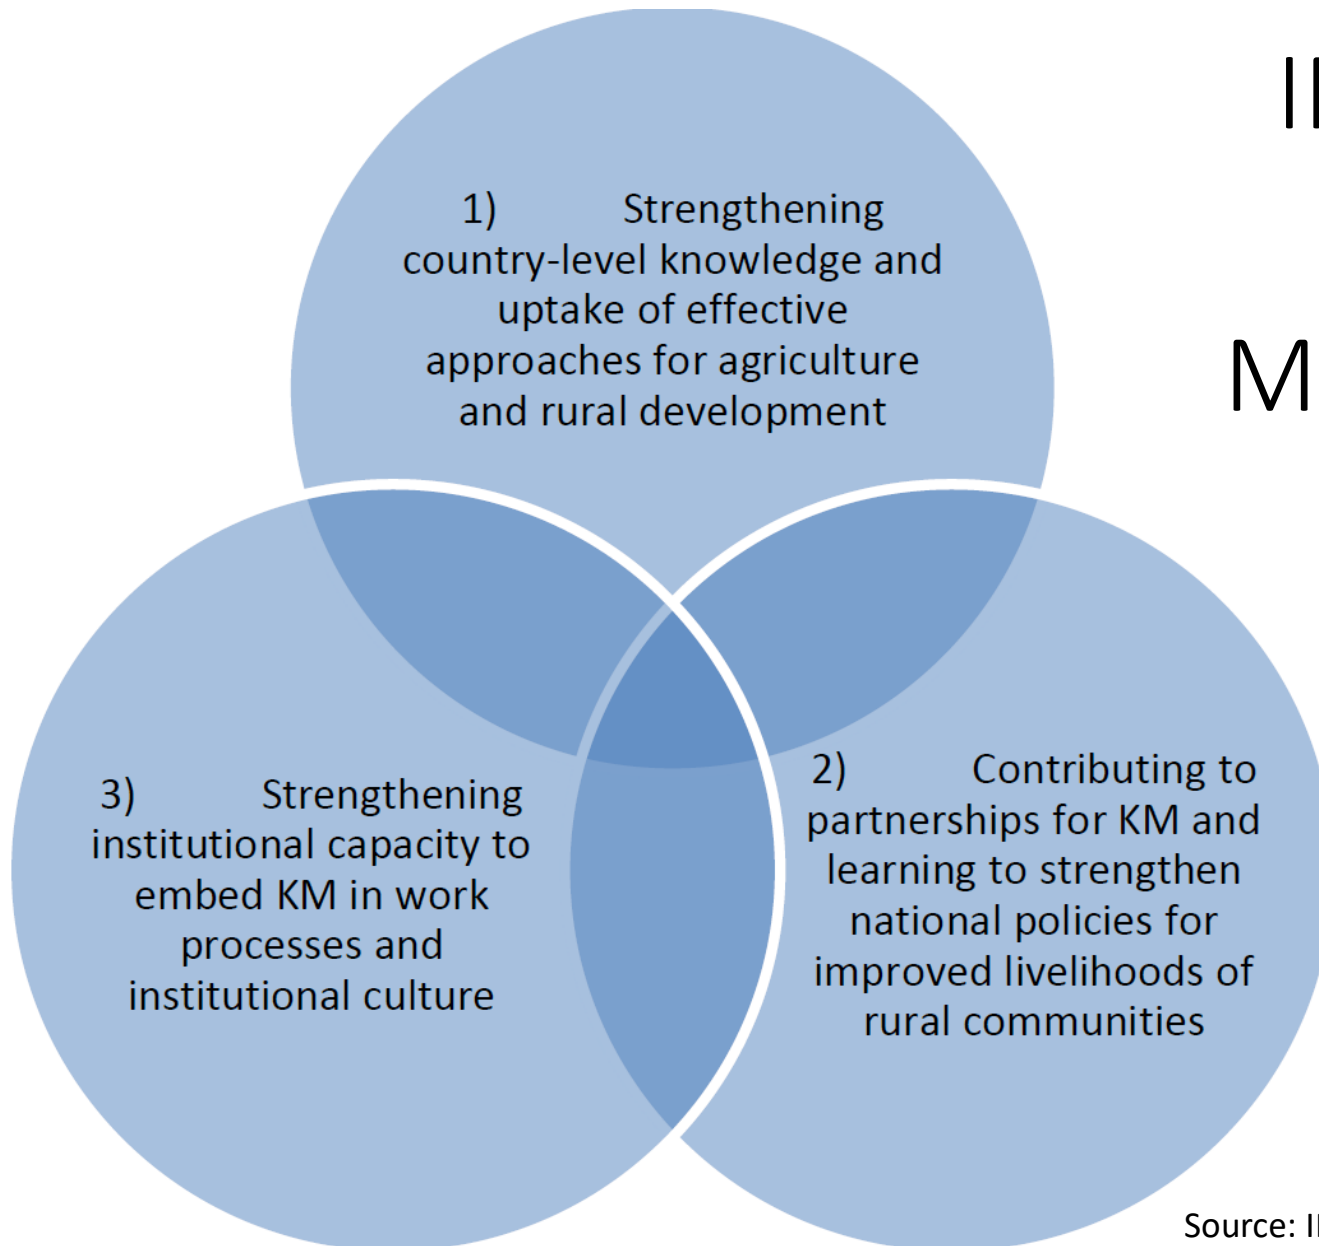 1) Strengthening
country-level knowledge and
uptake of effective
approaches for agriculture
and rural development
2) Contributing to
partnerships for KM and
learning to strengthen
national policies for
improved livelihoods of
rural communities
3) Strengthening
institutional capacity to
embed KM in work
processes and
institutional culture
M
Source: